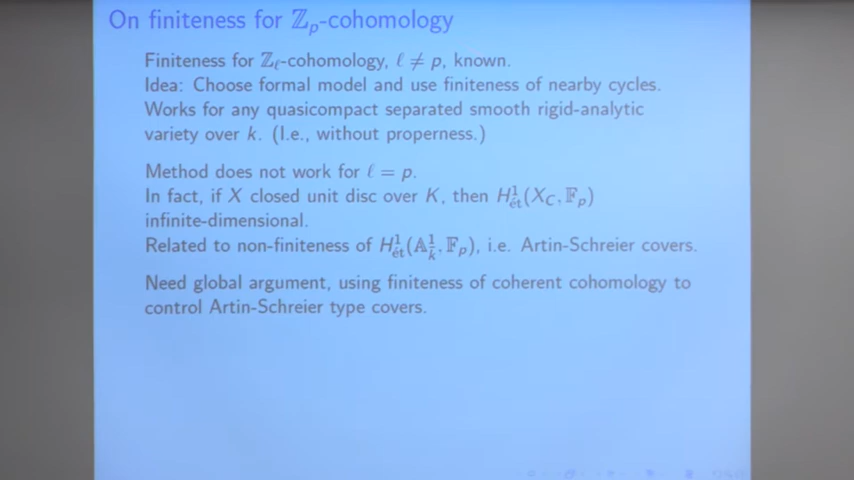 On finiteness for ℤₚ-cohomology
Finiteness for ℤ_ℓ-cohomology, ℓ ≠ p, known.
Idea: Choose formal model and use finiteness of nearby cycles.
Works for any quasicompact separated smooth rigid-analytic
variety over k. (I.e., without properness.)
Method does not work for ℓ = p.
In fact, if X closed unit disc over K, then H¹_ét(X_C, 𝔽ₚ)
infinite-dimensional.
Related to non-finiteness of H¹_ét(𝔸¹_k̄, 𝔽ₚ), i.e. Artin-Schreier covers.
Need global argument, using finiteness of coherent cohomology to
control Artin-Schreier type covers.